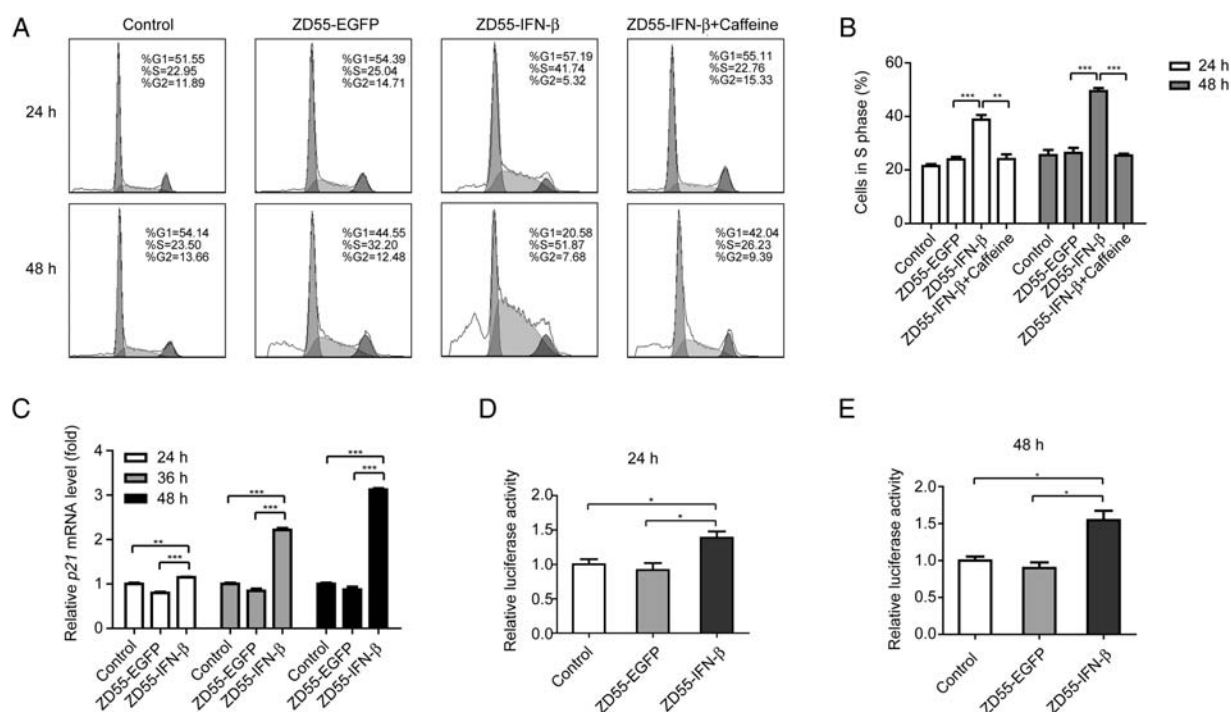 A
Control
ZD55-EGFP
ZD55-IFN-β
ZD55-IFN-β+Caffeine
24 h
%G1=51.55
%S=22.95
%G2=11.89
%G1=54.39
%S=25.04
%G2=14.71
%G1=57.19
%S=41.74
%G2=5.32
%G1=55.11
%S=22.76
%G2=15.33
48 h
%G1=54.14
%S=23.50
%G2=13.66
%G1=44.55
%S=32.20
%G2=12.48
%G1=20.58
%S=51.87
%G2=7.68
%G1=42.04
%S=26.23
%G2=9.39
B
24 h
48 h
Cells in S phase (%)
60
40
20
0
*** ** *** ***
Control
ZD55-EGFP
ZD55-IFN-β
ZD55-IFN-β+Caffeine
Control
ZD55-EGFP
ZD55-IFN-β
ZD55-IFN-β+Caffeine
C
Relative p21 mRNA level (fold)
4
3
2
1
0
24 h
36 h
48 h
**
***
***
***
***
***
Control
ZD55-EGFP
ZD55-IFN-β
Control
ZD55-EGFP
ZD55-IFN-β
Control
ZD55-EGFP
ZD55-IFN-β
D
24 h
Relative luciferase activity
2.0
1.5
1.0
0.5
0.0
*
*
Control
ZD55-EGFP
ZD55-IFN-β
E
48 h
Relative luciferase activity
2.0
1.5
1.0
0.5
0.0
*
*
Control
ZD55-EGFP
ZD55-IFN-β